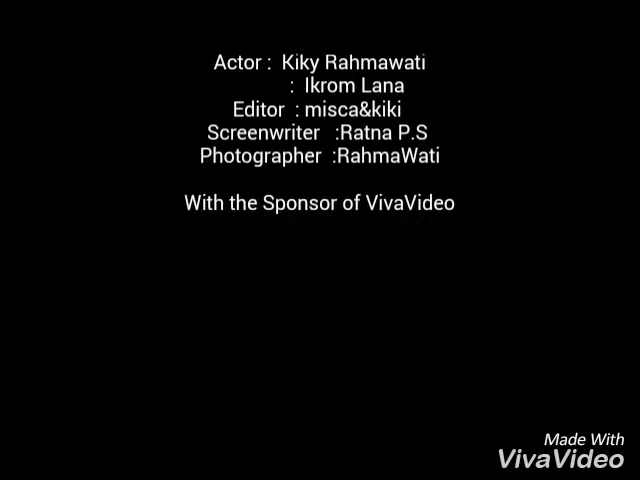 Actor : Kiky Rahmawati
: Ikrom Lana
Editor : misca&kiki
Screenwriter :Ratna P.S
Photographer :RahmaWati
With the Sponsor of VivaVideo
Made With
VivaVideo